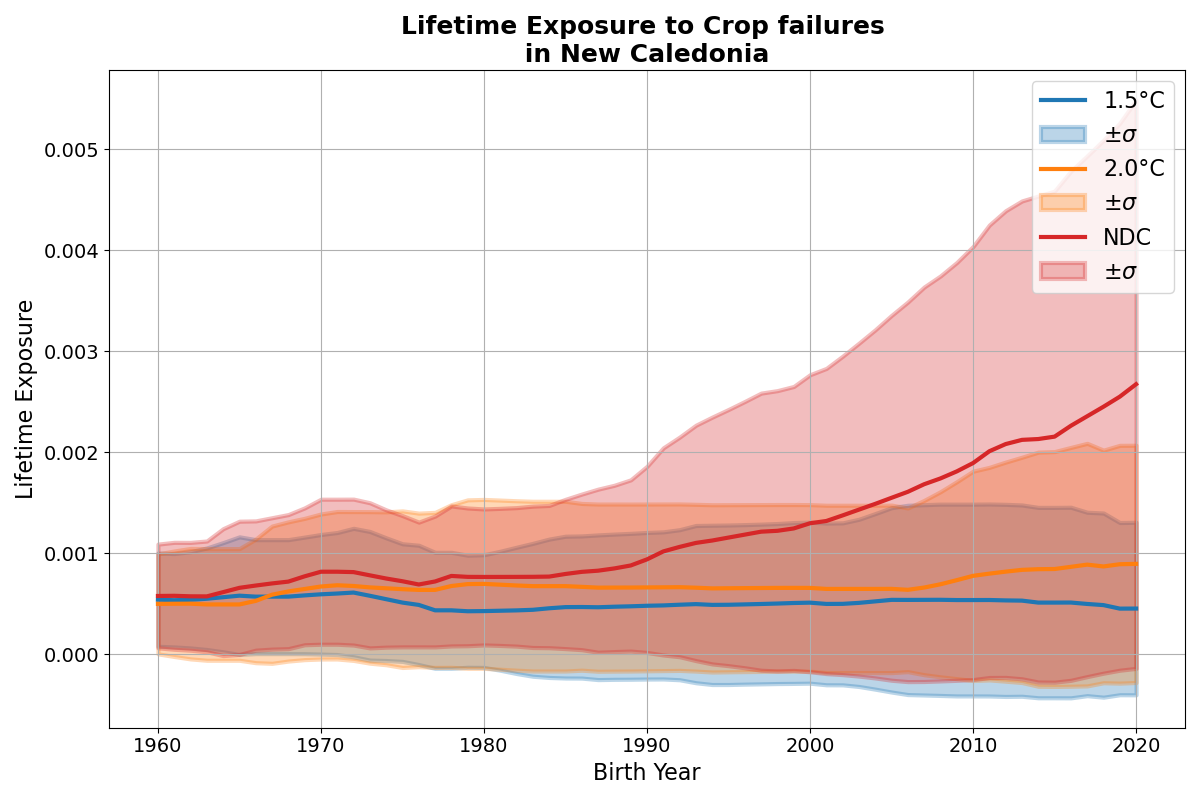 Lifetime Exposure to Crop failures
in New Caledonia
Lifetime Exposure
0.005
0.004
0.003
0.002
0.001
0.000
1960 1970 1980 1990 2000 2010 2020
Birth Year
1.5°C
±σ
2.0°C
±σ
NDC
±σ